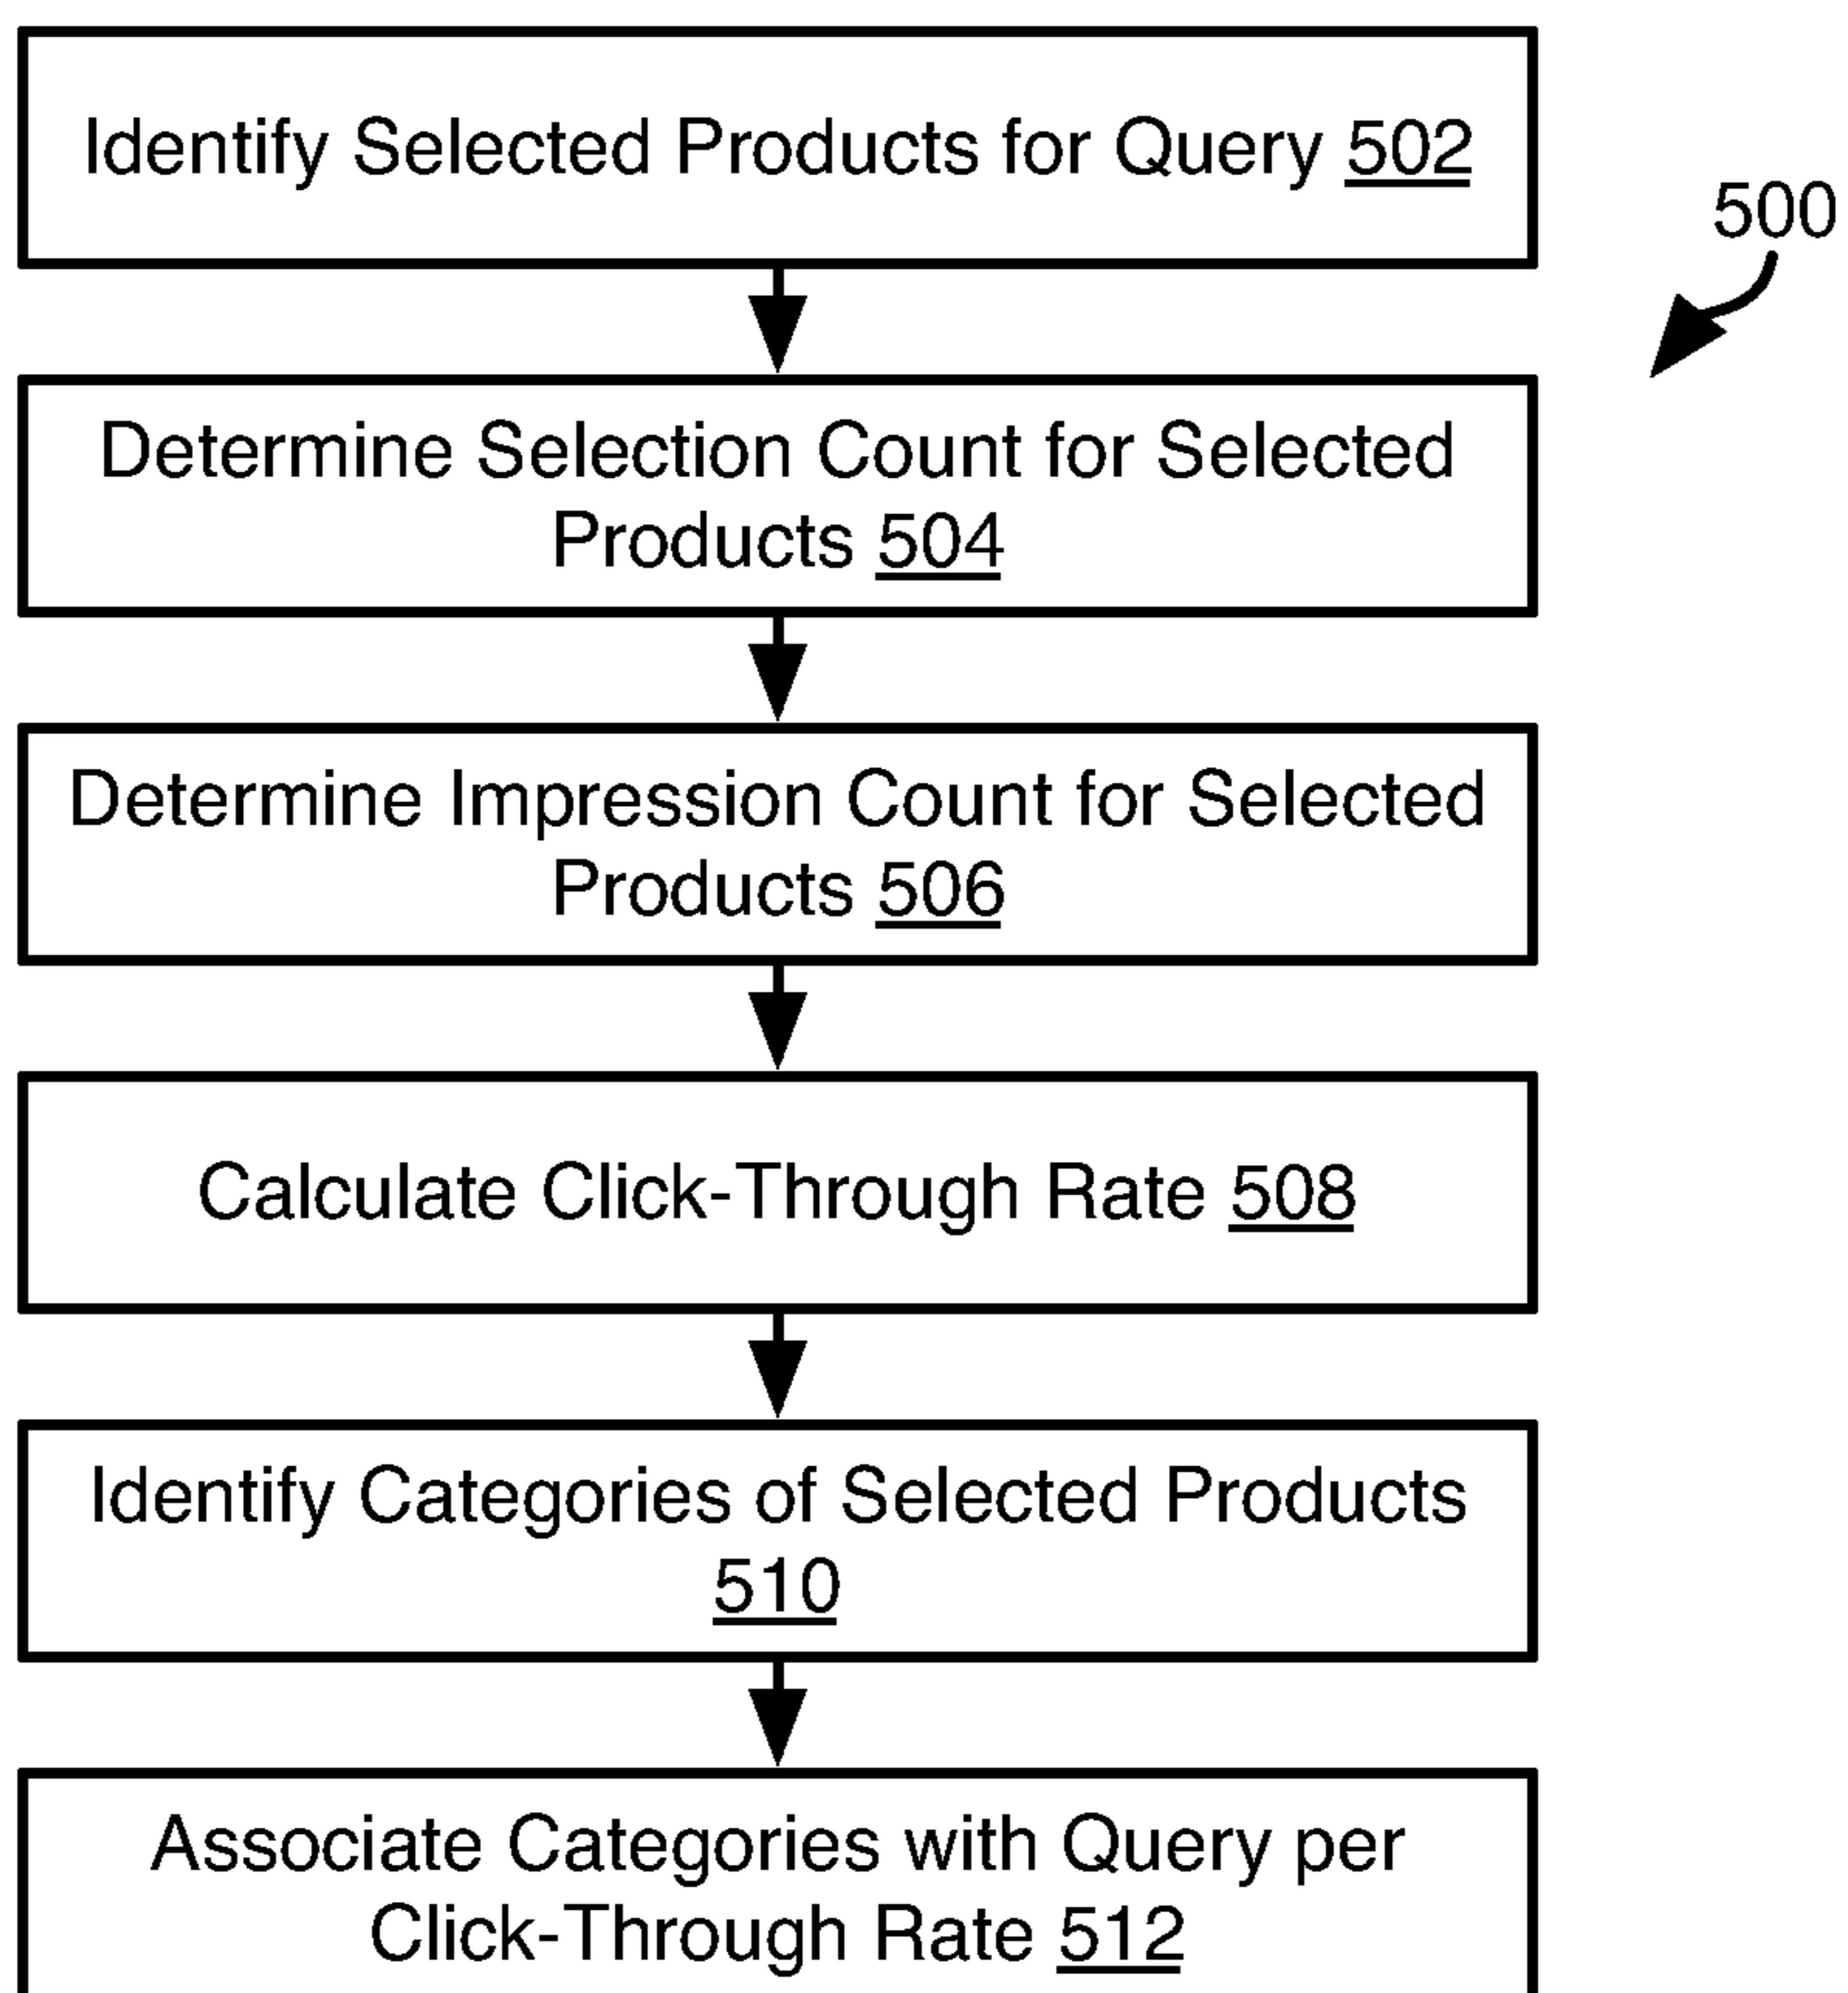 Identify Selected Products for Query 502
500
Determine Selection Count for Selected
Products 504
Determine Impression Count for Selected
Products 506
Calculate Click-Through Rate 508
Identify Categories of Selected Products
510
Associate Categories with Query per
Click-Through Rate 512